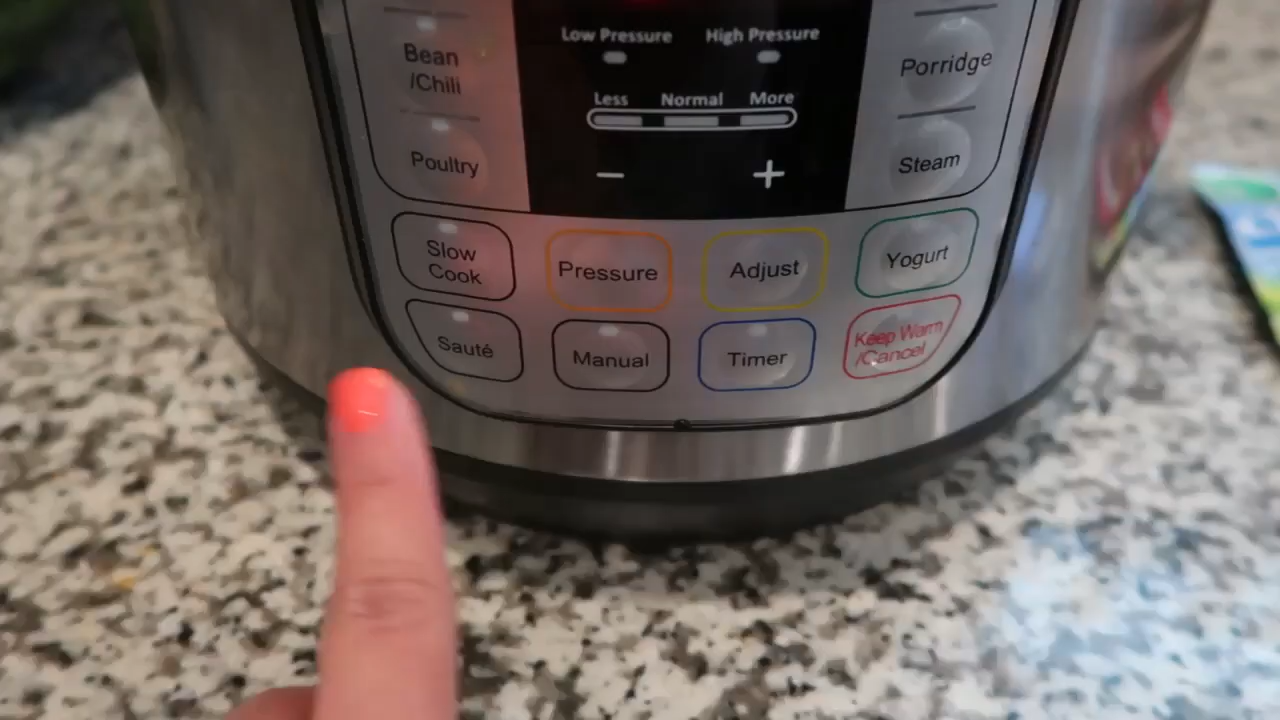 Low Pressure High Pressure
Bean
/Chili
Porridge
Less Normal More
Poultry
− +
Steam
Slow
Cook
Pressure
Adjust
Yogurt
Sauté
Manual
Timer
Keep Warm
/Cancel